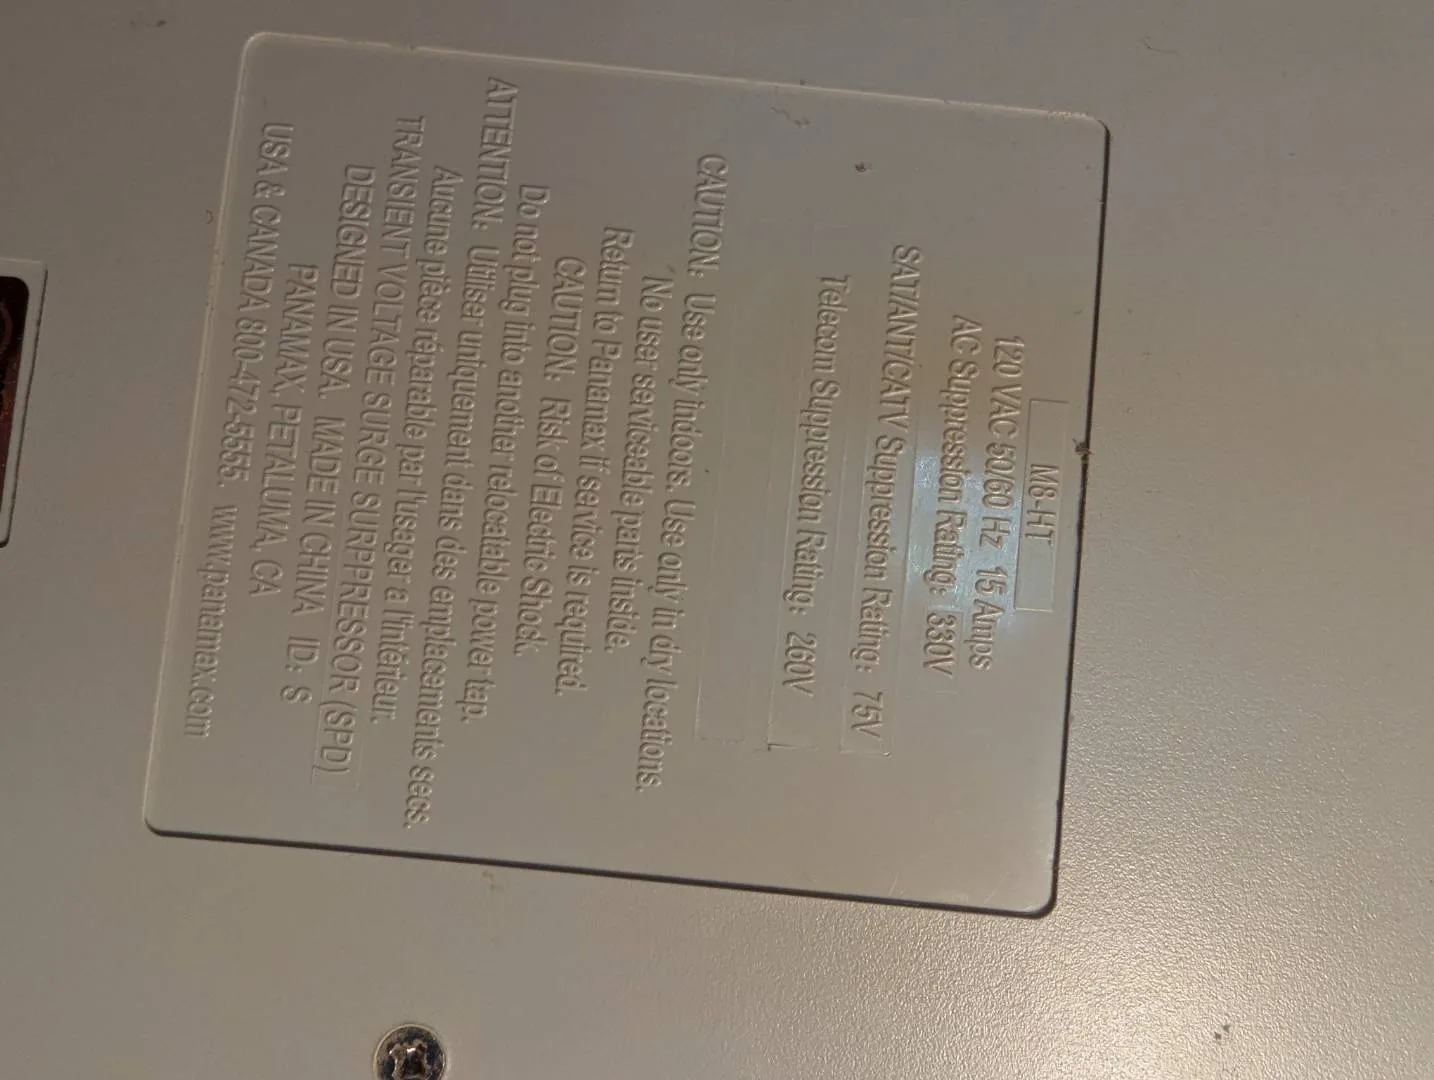 M8-HT
120 VAC 50/60 Hz 15 Amps
AC Suppression Rating: 330V
SAT/ANT/CATV Suppression Rating: 75V
Telecom Suppression Rating: 260V
CAUTION: Use only indoors. Use only in dry locations.
No user serviceable parts inside.
Return to Panamax if service is required.
CAUTION: Risk of Electric Shock.
Do not plug into another relocatable power tap.
ATTENTION: Utiliser uniquement dans des emplacements secs.
Aucune pièce réparable par l'usager a l'intérieur.
TRANSIENT VOLTAGE SURGE SURPPRESSOR (SPD)
DESIGNED IN USA. MADE IN CHINA ID: S
PANAMAX, PETALUMA, CA
USA & CANADA 800-472-5555. www.panamax.com